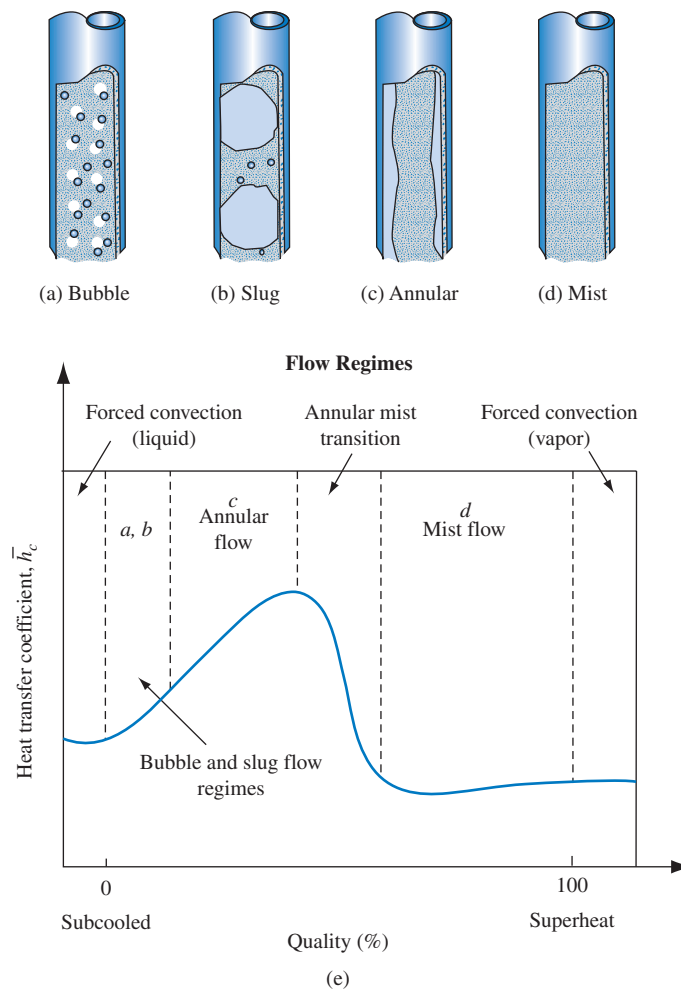 (a) Bubble
(b) Slug
(c) Annular
(d) Mist
Flow Regimes
Forced convection
(liquid)
Annular mist
transition
Forced convection
(vapor)
a, b
c
Annular
flow
d
Mist flow
Heat transfer coefficient, h̅_c
Bubble and slug flow
regimes
0
100
Subcooled
Superheat
Quality (%)
(e)